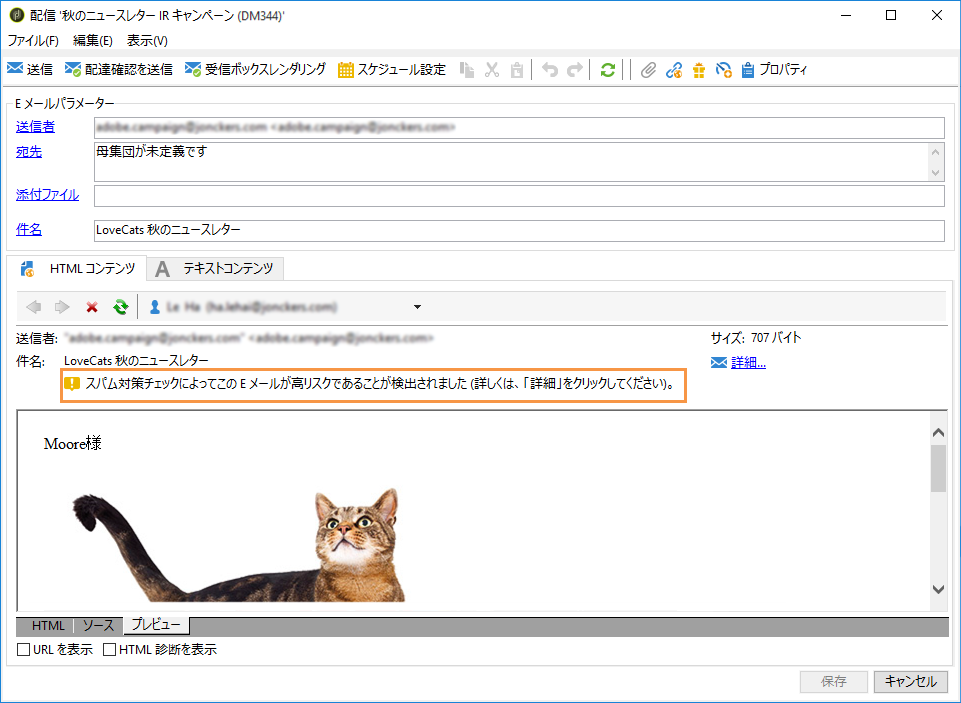 配信 '秋のニュースレター IR キャンペーン (DM344)'
ファイル(F) 編集(E) 表示(V)
送信 配達確認を送信 受信ボックスレンダリング スケジュール設定 プロパティ
E メールパラメーター
送信者 adobe.campaign@jonckers.com <adobe.campaign@jonckers.com>
宛先 母集団が未定義です
添付ファイル
件名 LoveCats 秋のニュースレター
HTML コンテンツ A テキストコンテンツ
Le Ha (ha.lehai@jonckers.com)
送信者: "adobe.campaign@jonckers.com" <adobe.campaign@jonckers.com> サイズ: 707 バイト
件名: LoveCats 秋のニュースレター 詳細...
スパム対策チェックによってこの E メールが高リスクであることが検出されました (詳しくは、「詳細」をクリックしてください)。
Moore様
HTML ソース プレビュー
URL を表示 HTML 診断を表示
保存 キャンセル